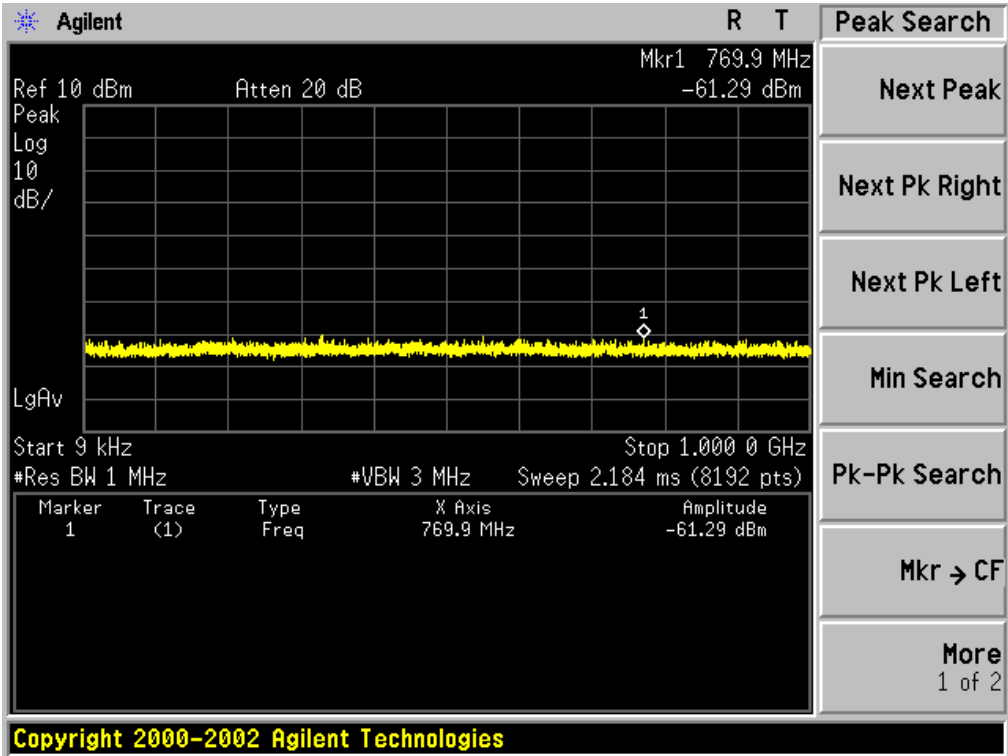 Agilent R T
Mkr1 769.9 MHz
Ref 10 dBm Atten 20 dB -61.29 dBm
Peak
Log
10
dB/
1
LgAv
Start 9 kHz Stop 1.000 0 GHz
#Res BW 1 MHz #VBW 3 MHz Sweep 2.184 ms (8192 pts)
Marker Trace Type X Axis Amplitude
1 (1) Freq 769.9 MHz -61.29 dBm
Peak Search
Next Peak
Next Pk Right
Next Pk Left
Min Search
Pk-Pk Search
Mkr → CF
More
1 of 2
Copyright 2000-2002 Agilent Technologies